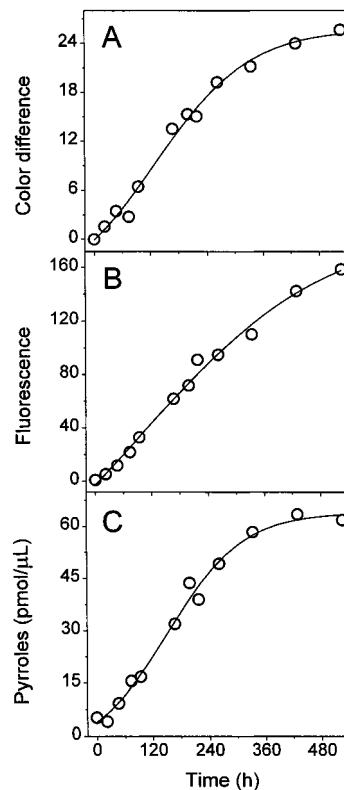 A
Color difference
24
18
12
6
0
B
Fluorescence
160
120
80
40
0
C
Pyrroles (pmol/μL)
60
45
30
15
0
0 120 240 360 480
Time (h)